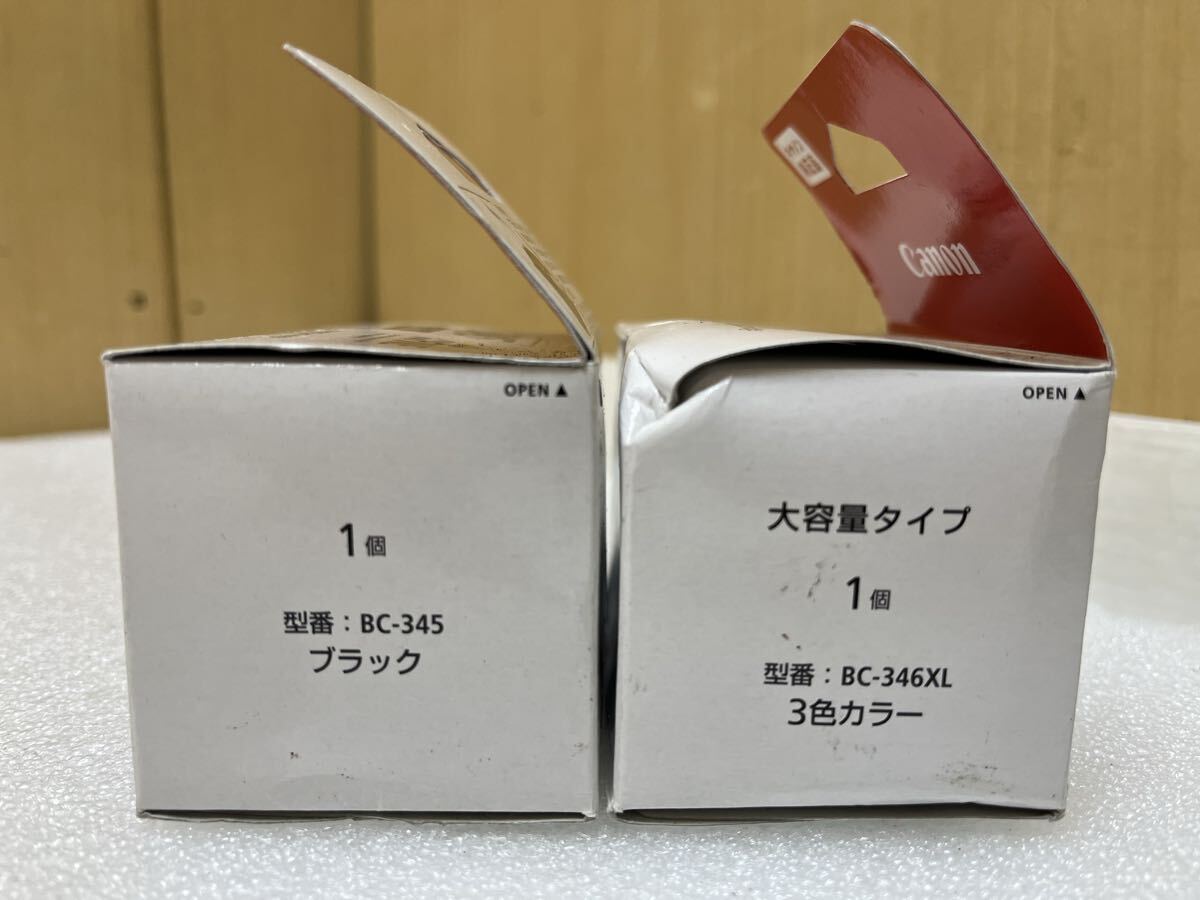 OPEN ▲
1個
型番：BC-345
ブラック
Canon
OPEN ▲
大容量タイプ
1個
型番：BC-346XL
3色カラー